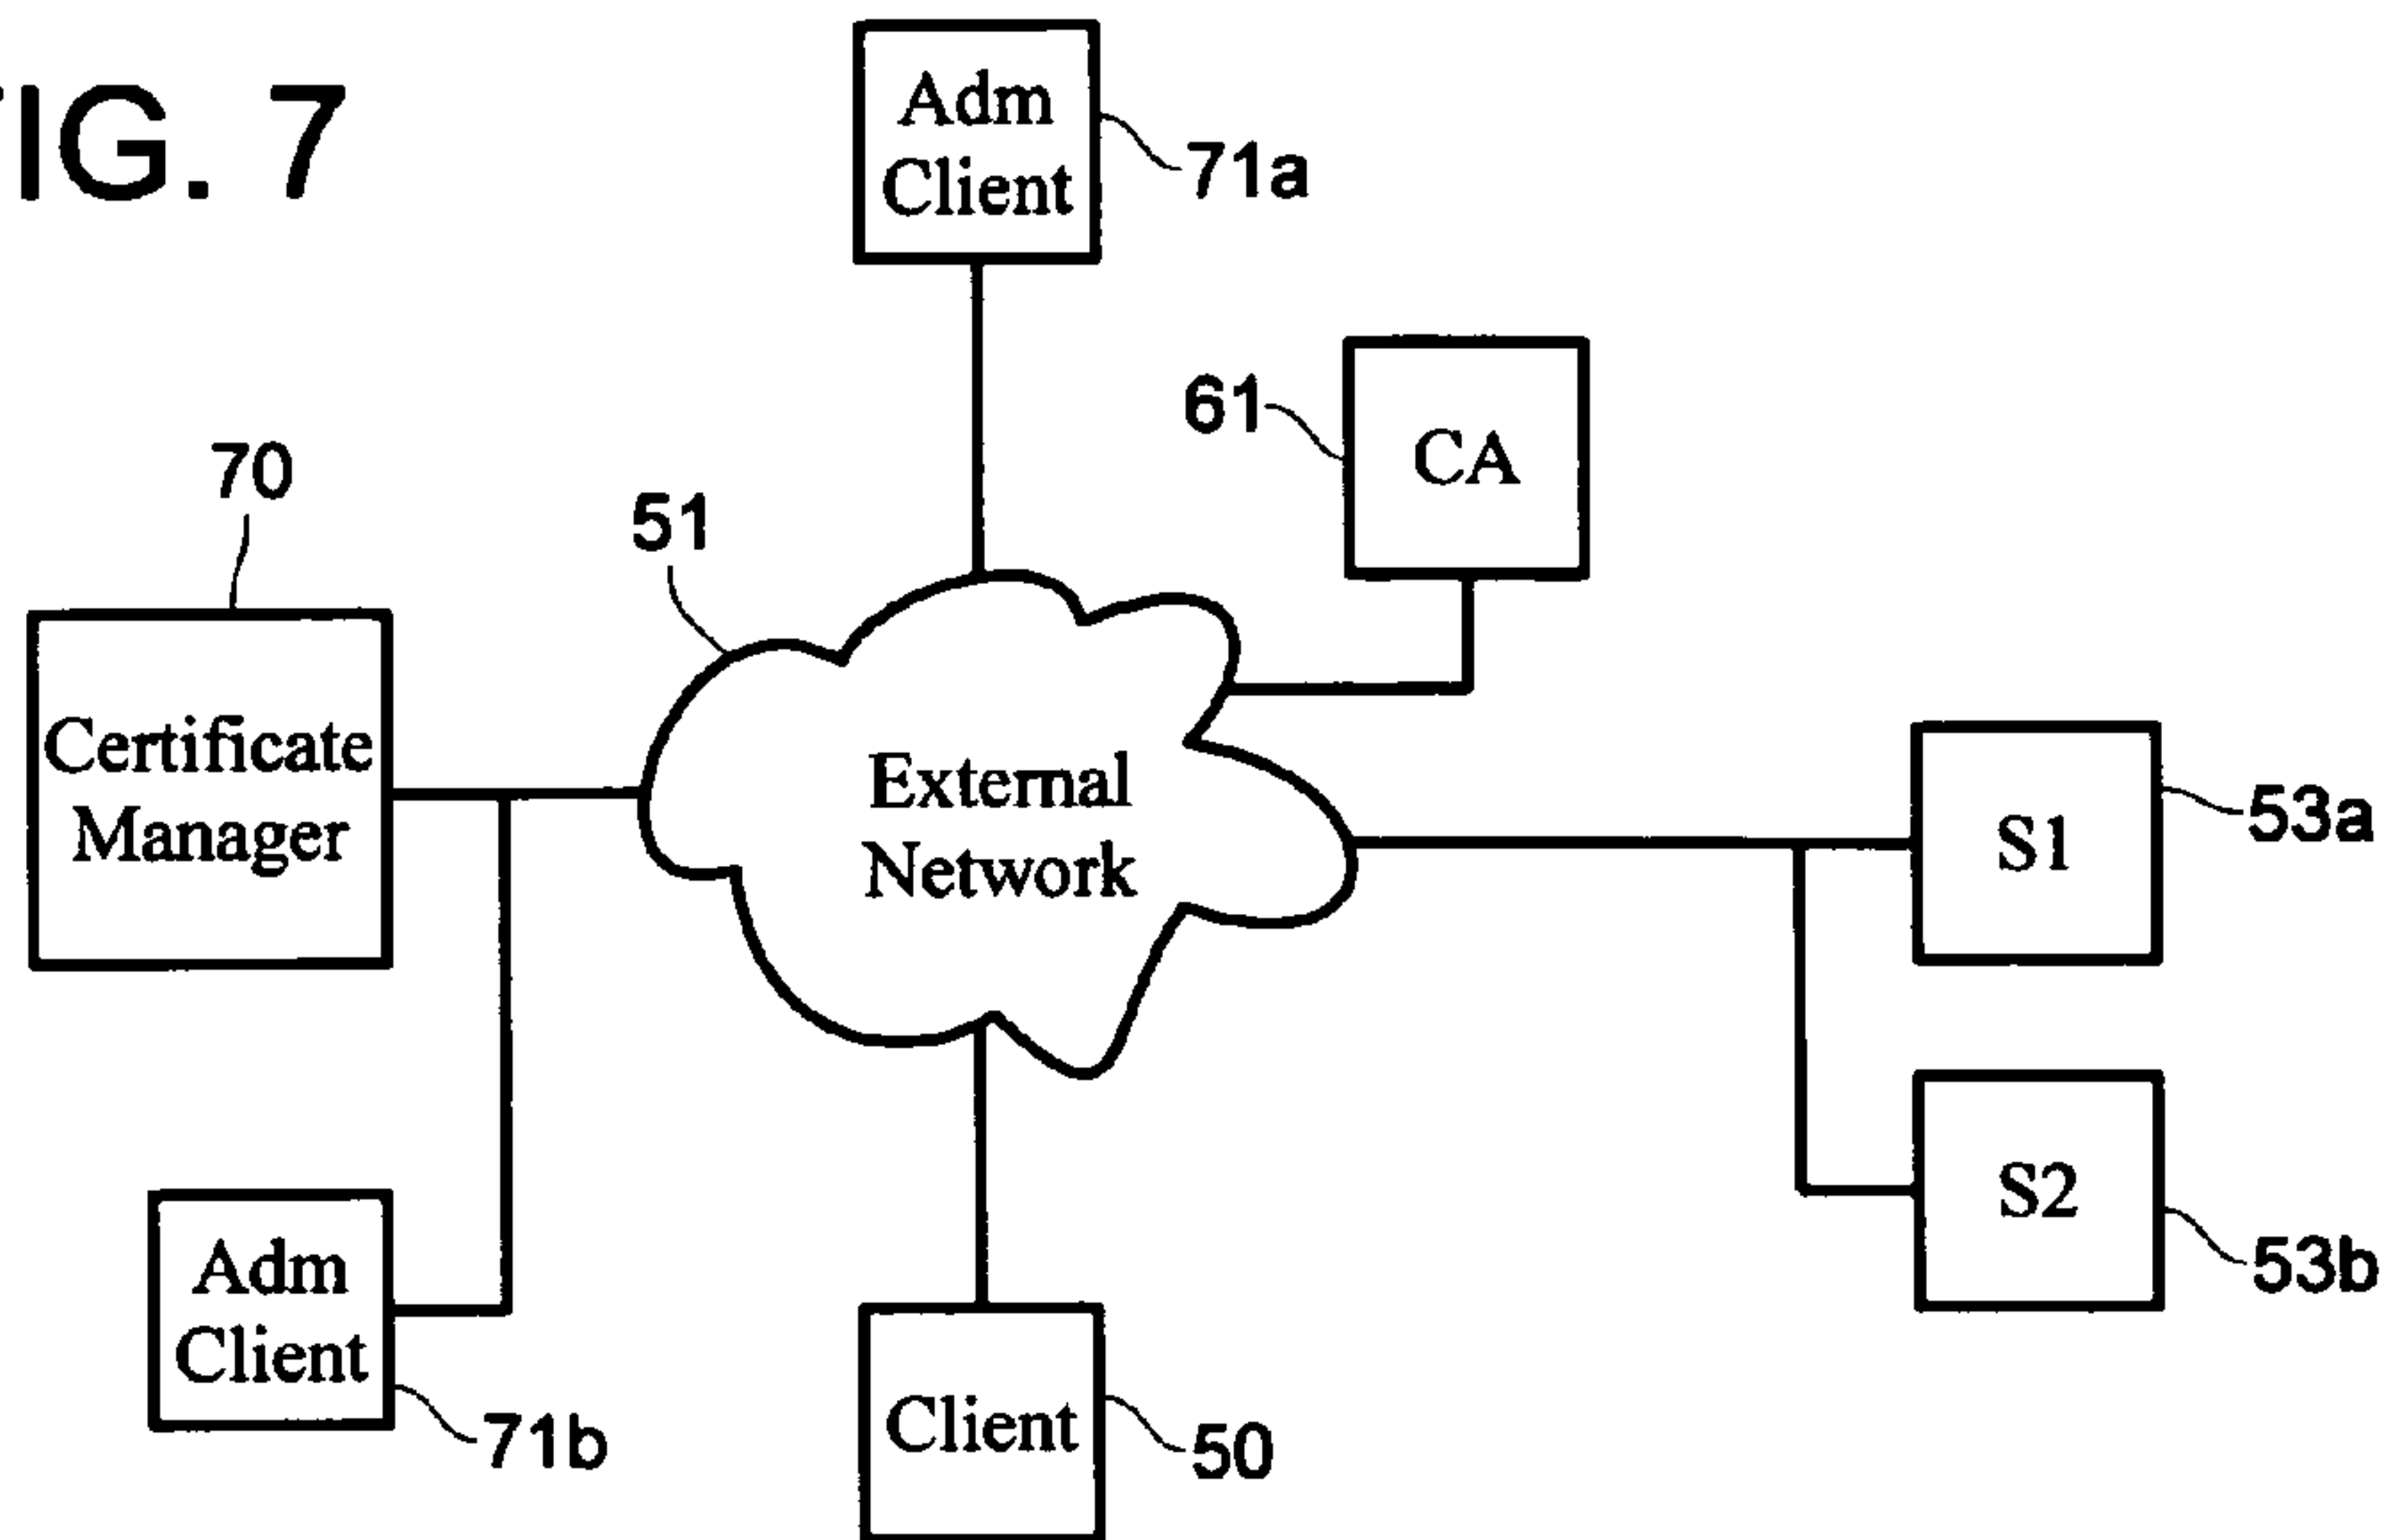 FIG. 7
Adm
Client
71a
61
CA
70
51
Certificate
Manager
External
Network
S1
53a
S2
53b
Adm
Client
71b
Client
50